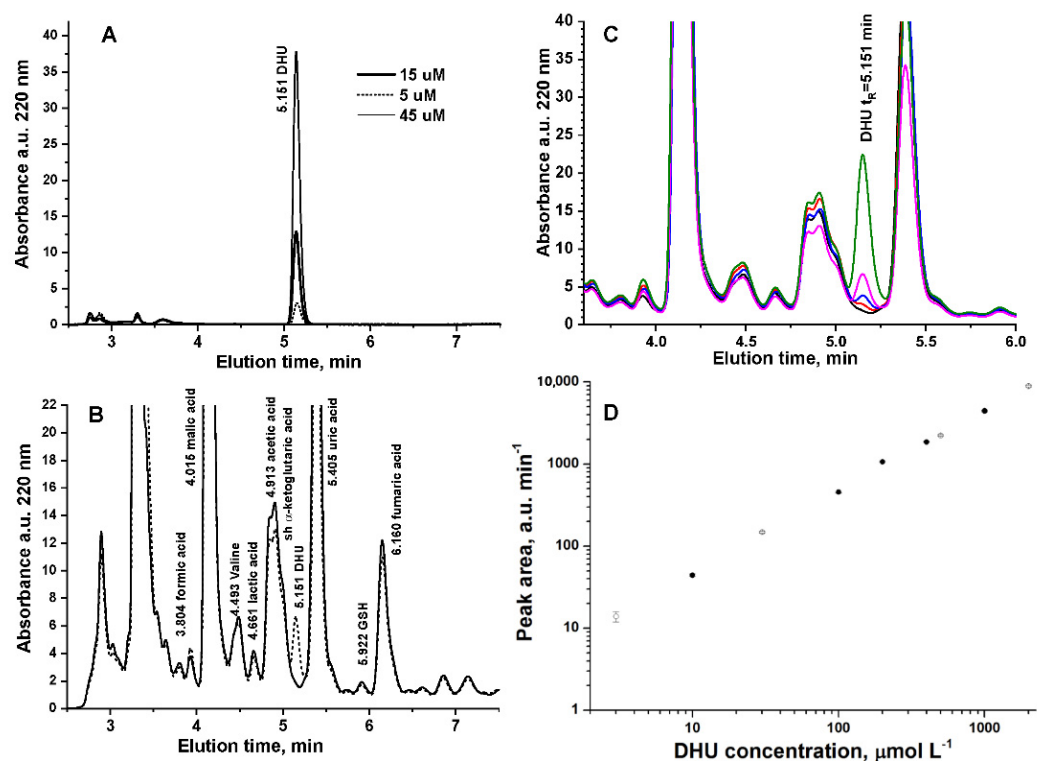 A
Absorbance a.u. 220 nm
40
35
30
25
20
15
10
5
0
5.151 DHU
15 uM
5 uM
45 uM
3
4
5
6
7
Elution time, min
B
Absorbance a.u. 220 nm
22
20
18
16
14
12
10
8
6
4
2
0
3.804 formic acid
4.015 malic acid
4.493 Valine
4.661 lactic acid
4.913 acetic acid
sh α-ketoglutaric acid
5.151 DHU
5.405 uric acid
5.922 GSH
6.160 fumaric acid
3
4
5
6
7
Elution time, min
C
Absorbance a.u. 220 nm
40
35
30
25
20
15
10
5
0
DHU tR=5.151 min
4.0
4.5
5.0
5.5
6.0
Elution time, min
D
Peak area, a.u. min-1
10,000
1000
100
10
1
10
100
1000
DHU concentration, μmol L-1